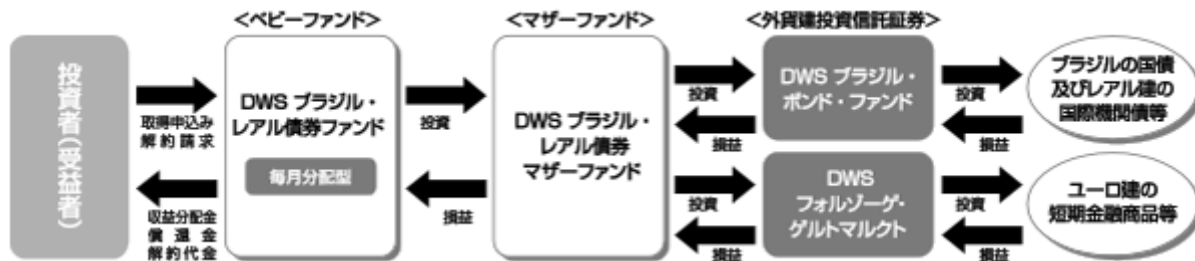 <ベビーファンド>
<マザーファンド>
<外貨建投資信託証券>
投資者（受益者）
取得申込み
解約請求
収益分配金
償還金
解約代金
DWS ブラジル・
レアル債券ファンド
毎月分配型
投資
損益
DWS ブラジル・
レアル債券
マザーファンド
投資
損益
投資
損益
DWS ブラジル・
ボンド・ファンド
DWS
フォルゾーゲ・
ゲルトマルクト
投資
損益
投資
損益
ブラジルの国債
及びレアル建の
国際機関債等
ユーロ建の
短期金融商品等